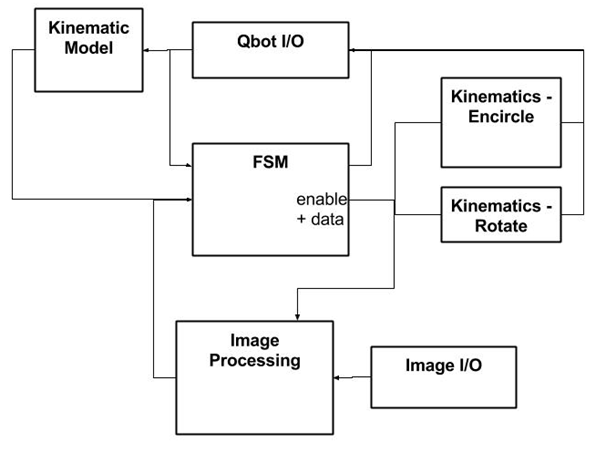 Kinematic
Model
Qbot I/O
Kinematics -
Encircle
FSM
enable
+ data
Kinematics -
Rotate
Image
Processing
Image I/O